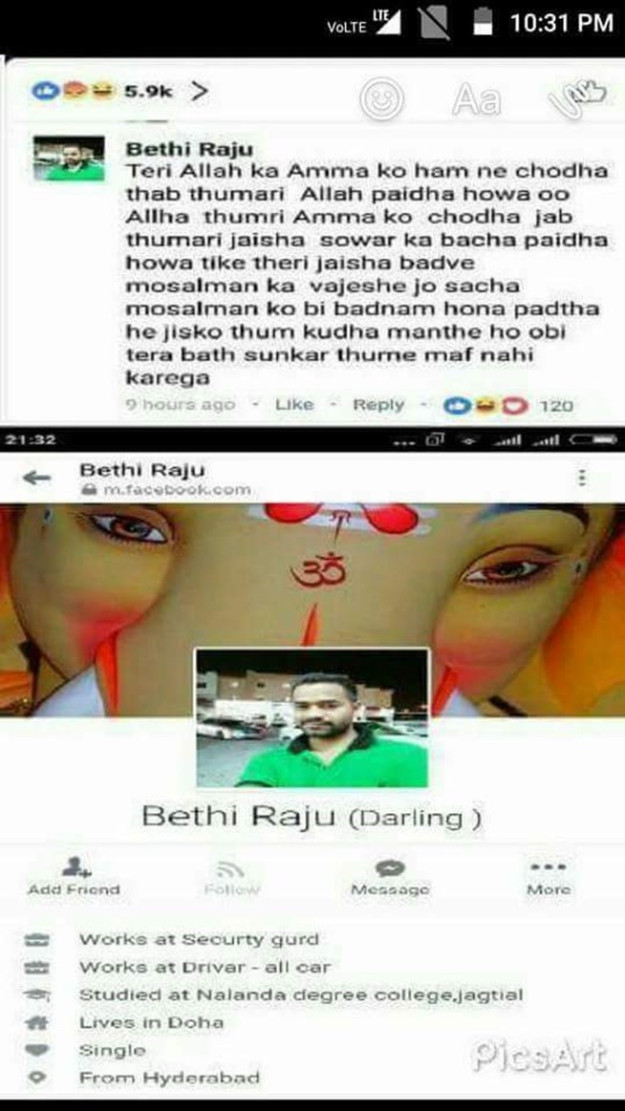 VoLTE LTE 10:31 PM
5.9k >
Aa
Bethi Raju
Teri Allah ka Amma ko ham ne chodha
thab thumari Allah paidha howa oo
Allha thumri Amma ko chodha jab
thumari jaisha sowar ka bacha paidha
howa tike theri jaisha badve
mosalman ka vajeshe jo sacha
mosalman ko bi badnam hona padtha
he jisko thum kudha manthe ho obi
tera bath sunkar thume maf nahi
karega
9 hours ago · Like · Reply · 120
21:32
Bethi Raju
m.facebook.com
ॐ
Bethi Raju (Darling )
Add Friend Follow Message More
Works at Securty gurd
Works at Drivar - all car
Studied at Nalanda degree college,jagtial
Lives in Doha
Single
From Hyderabad
PicsArt